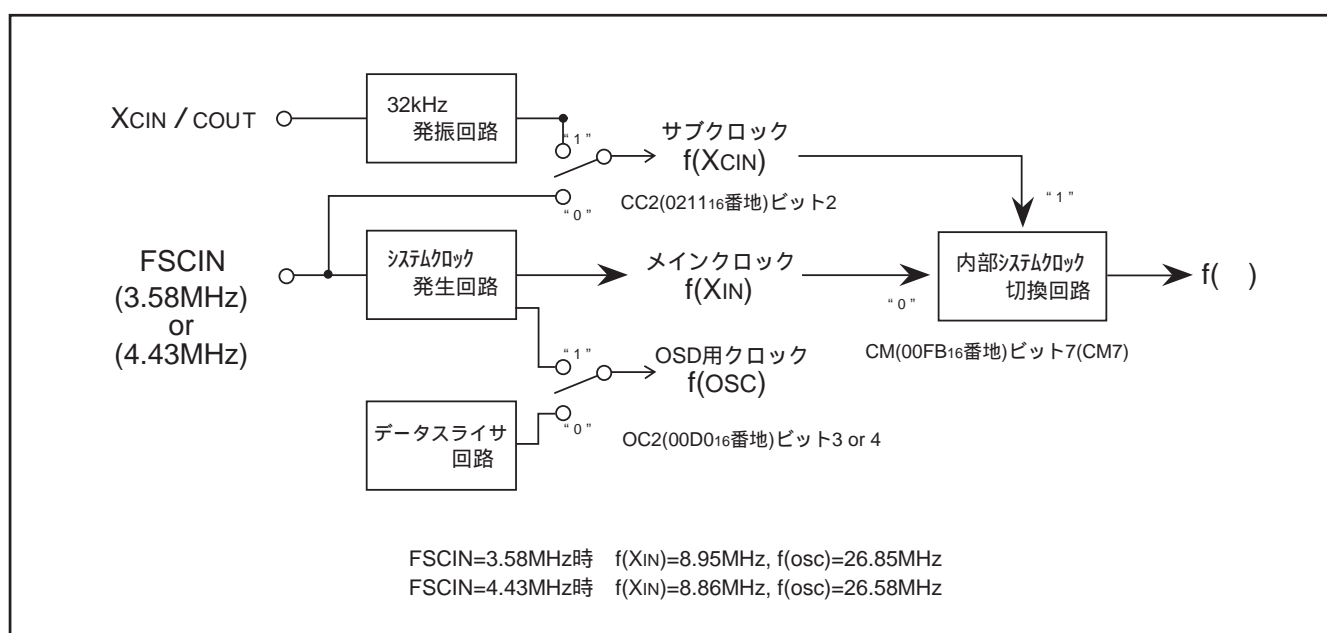 XCIN / COUT
32kHz
発振回路
“ 1 ”
サブクロック
f(XCIN)
“ 0 ”
CC2(021116番地)ビット2
“ 1 ”
FSCIN
(3.58MHz)
or
(4.43MHz)
ｼｽﾃﾑｸﾛｯｸ
発生回路
メインクロック
f(XIN)
“ 0 ”
内部ｼｽﾃﾑｸﾛｯｸ
切換回路
f(　)
CM(00FB16番地)ビット7(CM7)
“ 1 ”
OSD用クロック
f(OSC)
“ 0 ”
データスライサ
回路
OC2(00D016番地)ビット3 or 4
FSCIN=3.58MHz時　f(XIN)=8.95MHz, f(osc)=26.85MHz
FSCIN=4.43MHz時　f(XIN)=8.86MHz, f(osc)=26.58MHz